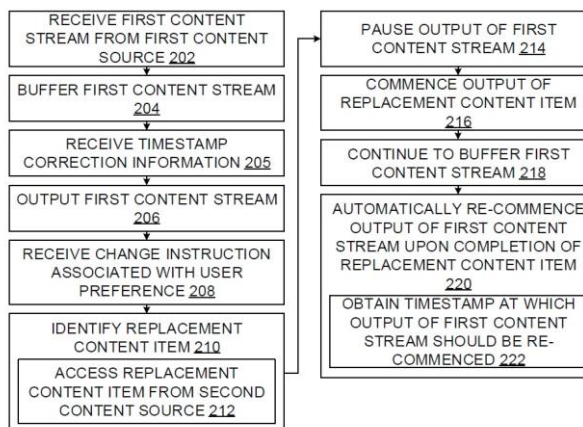 RECEIVE FIRST CONTENT
STREAM FROM FIRST CONTENT
SOURCE 202
BUFFER FIRST CONTENT STREAM
204
RECEIVE TIMESTAMP
CORRECTION INFORMATION 205
OUTPUT FIRST CONTENT STREAM
206
RECEIVE CHANGE INSTRUCTION
ASSOCIATED WITH USER
PREFERENCE 208
IDENTIFY REPLACEMENT
CONTENT ITEM 210
ACCESS REPLACEMENT
CONTENT ITEM FROM SECOND
CONTENT SOURCE 212
PAUSE OUTPUT OF FIRST
CONTENT STREAM 214
COMMENCE OUTPUT OF
REPLACEMENT CONTENT ITEM
216
CONTINUE TO BUFFER FIRST
CONTENT STREAM 218
AUTOMATICALLY RE-COMMENCE
OUTPUT OF FIRST CONTENT
STREAM UPON COMPLETION OF
REPLACEMENT CONTENT ITEM
220
OBTAIN TIMESTAMP AT WHICH
OUTPUT OF FIRST CONTENT
STREAM SHOULD BE RE-
COMMENCED 222